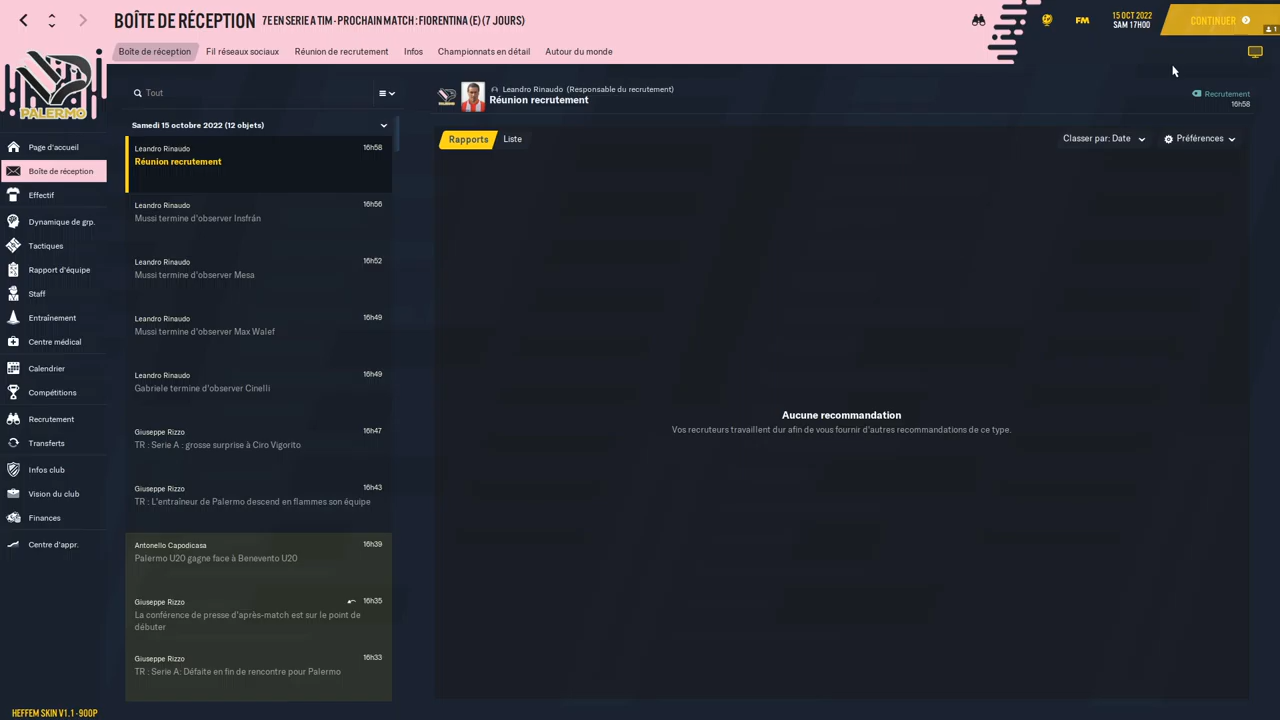 BOÎTE DE RÉCEPTION 7E EN SERIE A TIM - PROCHAIN MATCH : FIORENTINA (E) (7 JOURS)
FM
15 OCT 2022
SAM 17H00
CONTINUER
1
Boîte de réception Fil réseaux sociaux Réunion de recrutement Infos Championnats en détail Autour du monde
PALERMO
Page d'accueil
Boîte de réception
Effectif
Dynamique de grp.
Tactiques
Rapport d'équipe
Staff
Entraînement
Centre médical
Calendrier
Compétitions
Recrutement
Transferts
Infos club
Vision du club
Finances
Centre d'appr.
HEFFEM SKIN V1.1 - 900P
Tout
Samedi 15 octobre 2022 (12 objets)
Leandro Rinaudo 16h58
Réunion recrutement
Leandro Rinaudo 16h56
Mussi termine d'observer Insfrán
Leandro Rinaudo 16h52
Mussi termine d'observer Mesa
Leandro Rinaudo 16h49
Mussi termine d'observer Max Walef
Leandro Rinaudo 16h49
Gabriele termine d'observer Cinelli
Giuseppe Rizzo 16h47
TR : Serie A : grosse surprise à Ciro Vigorito
Giuseppe Rizzo 16h43
TR : L'entraîneur de Palermo descend en flammes son équipe
Antonello Capodicasa 16h39
Palermo U20 gagne face à Benevento U20
Giuseppe Rizzo 16h35
La conférence de presse d'après-match est sur le point de
débuter
Giuseppe Rizzo 16h33
TR : Serie A: Défaite en fin de rencontre pour Palermo
Leandro Rinaudo (Responsable du recrutement)
Réunion recrutement
Recrutement
16h58
Rapports Liste
Classer par: Date Préférences
Aucune recommandation
Vos recruteurs travaillent dur afin de vous fournir d'autres recommandations de ce type.